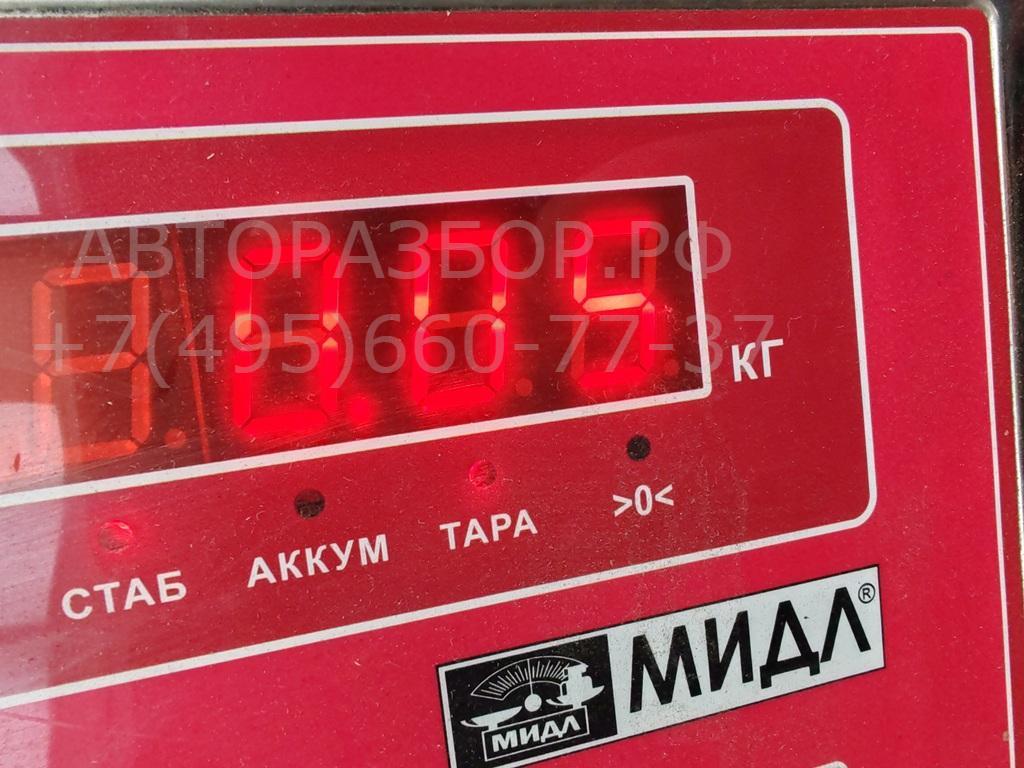 АВТОРАЗБОР.РФ
+7(495)660-77-37
КГ
СТАБ АККУМ ТАРА >0<
МИДЛ®
МИДЛ